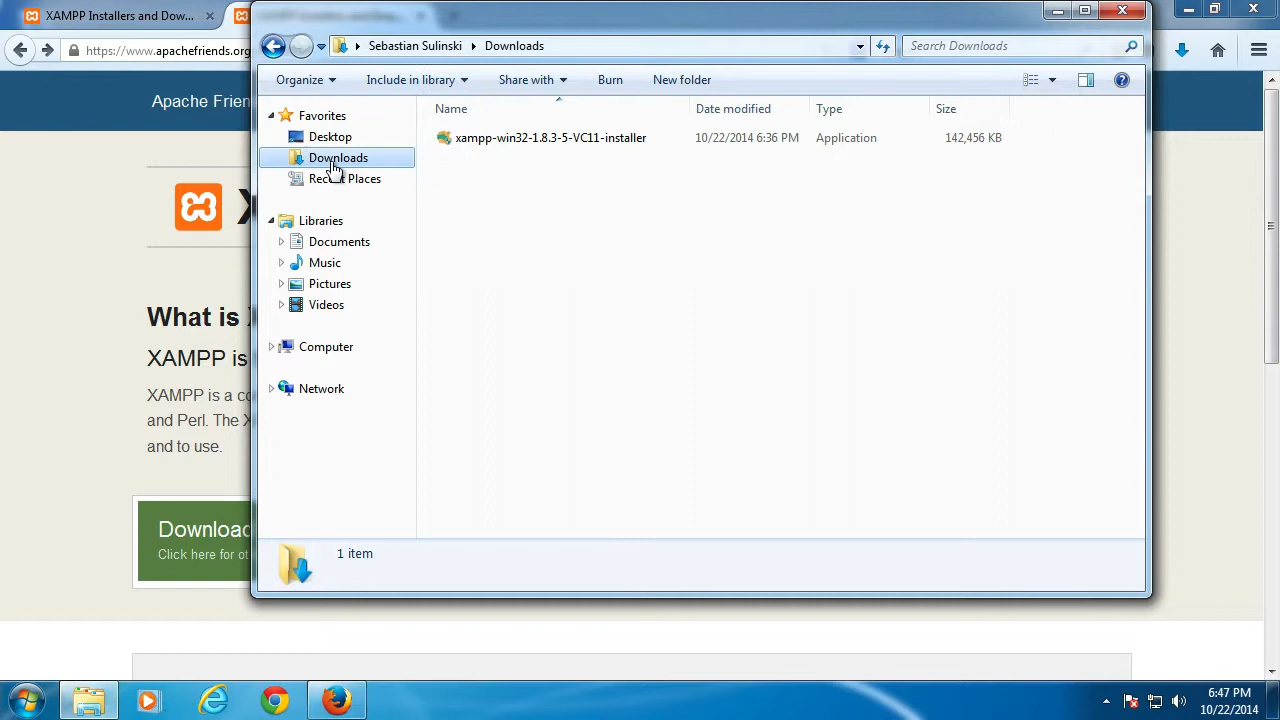 XAMPP Installers and Dow...
https://www.apachefriends.org
Sebastian Sulinski
Downloads
Search Downloads
Organize
Include in library
Share with
Burn
New folder
Apache Frien
Favorites
Desktop
Downloads
Recent Places
Libraries
Documents
Music
Pictures
Videos
Computer
Network
Name
Date modified
Type
Size
xampp-win32-1.8.3-5-VC11-installer
10/22/2014 6:36 PM
Application
142,456 KB
What is
XAMPP is
XAMPP is a co
and Perl. The X
and to use.
Download
Click here for ot
1 item
6:47 PM
10/22/2014